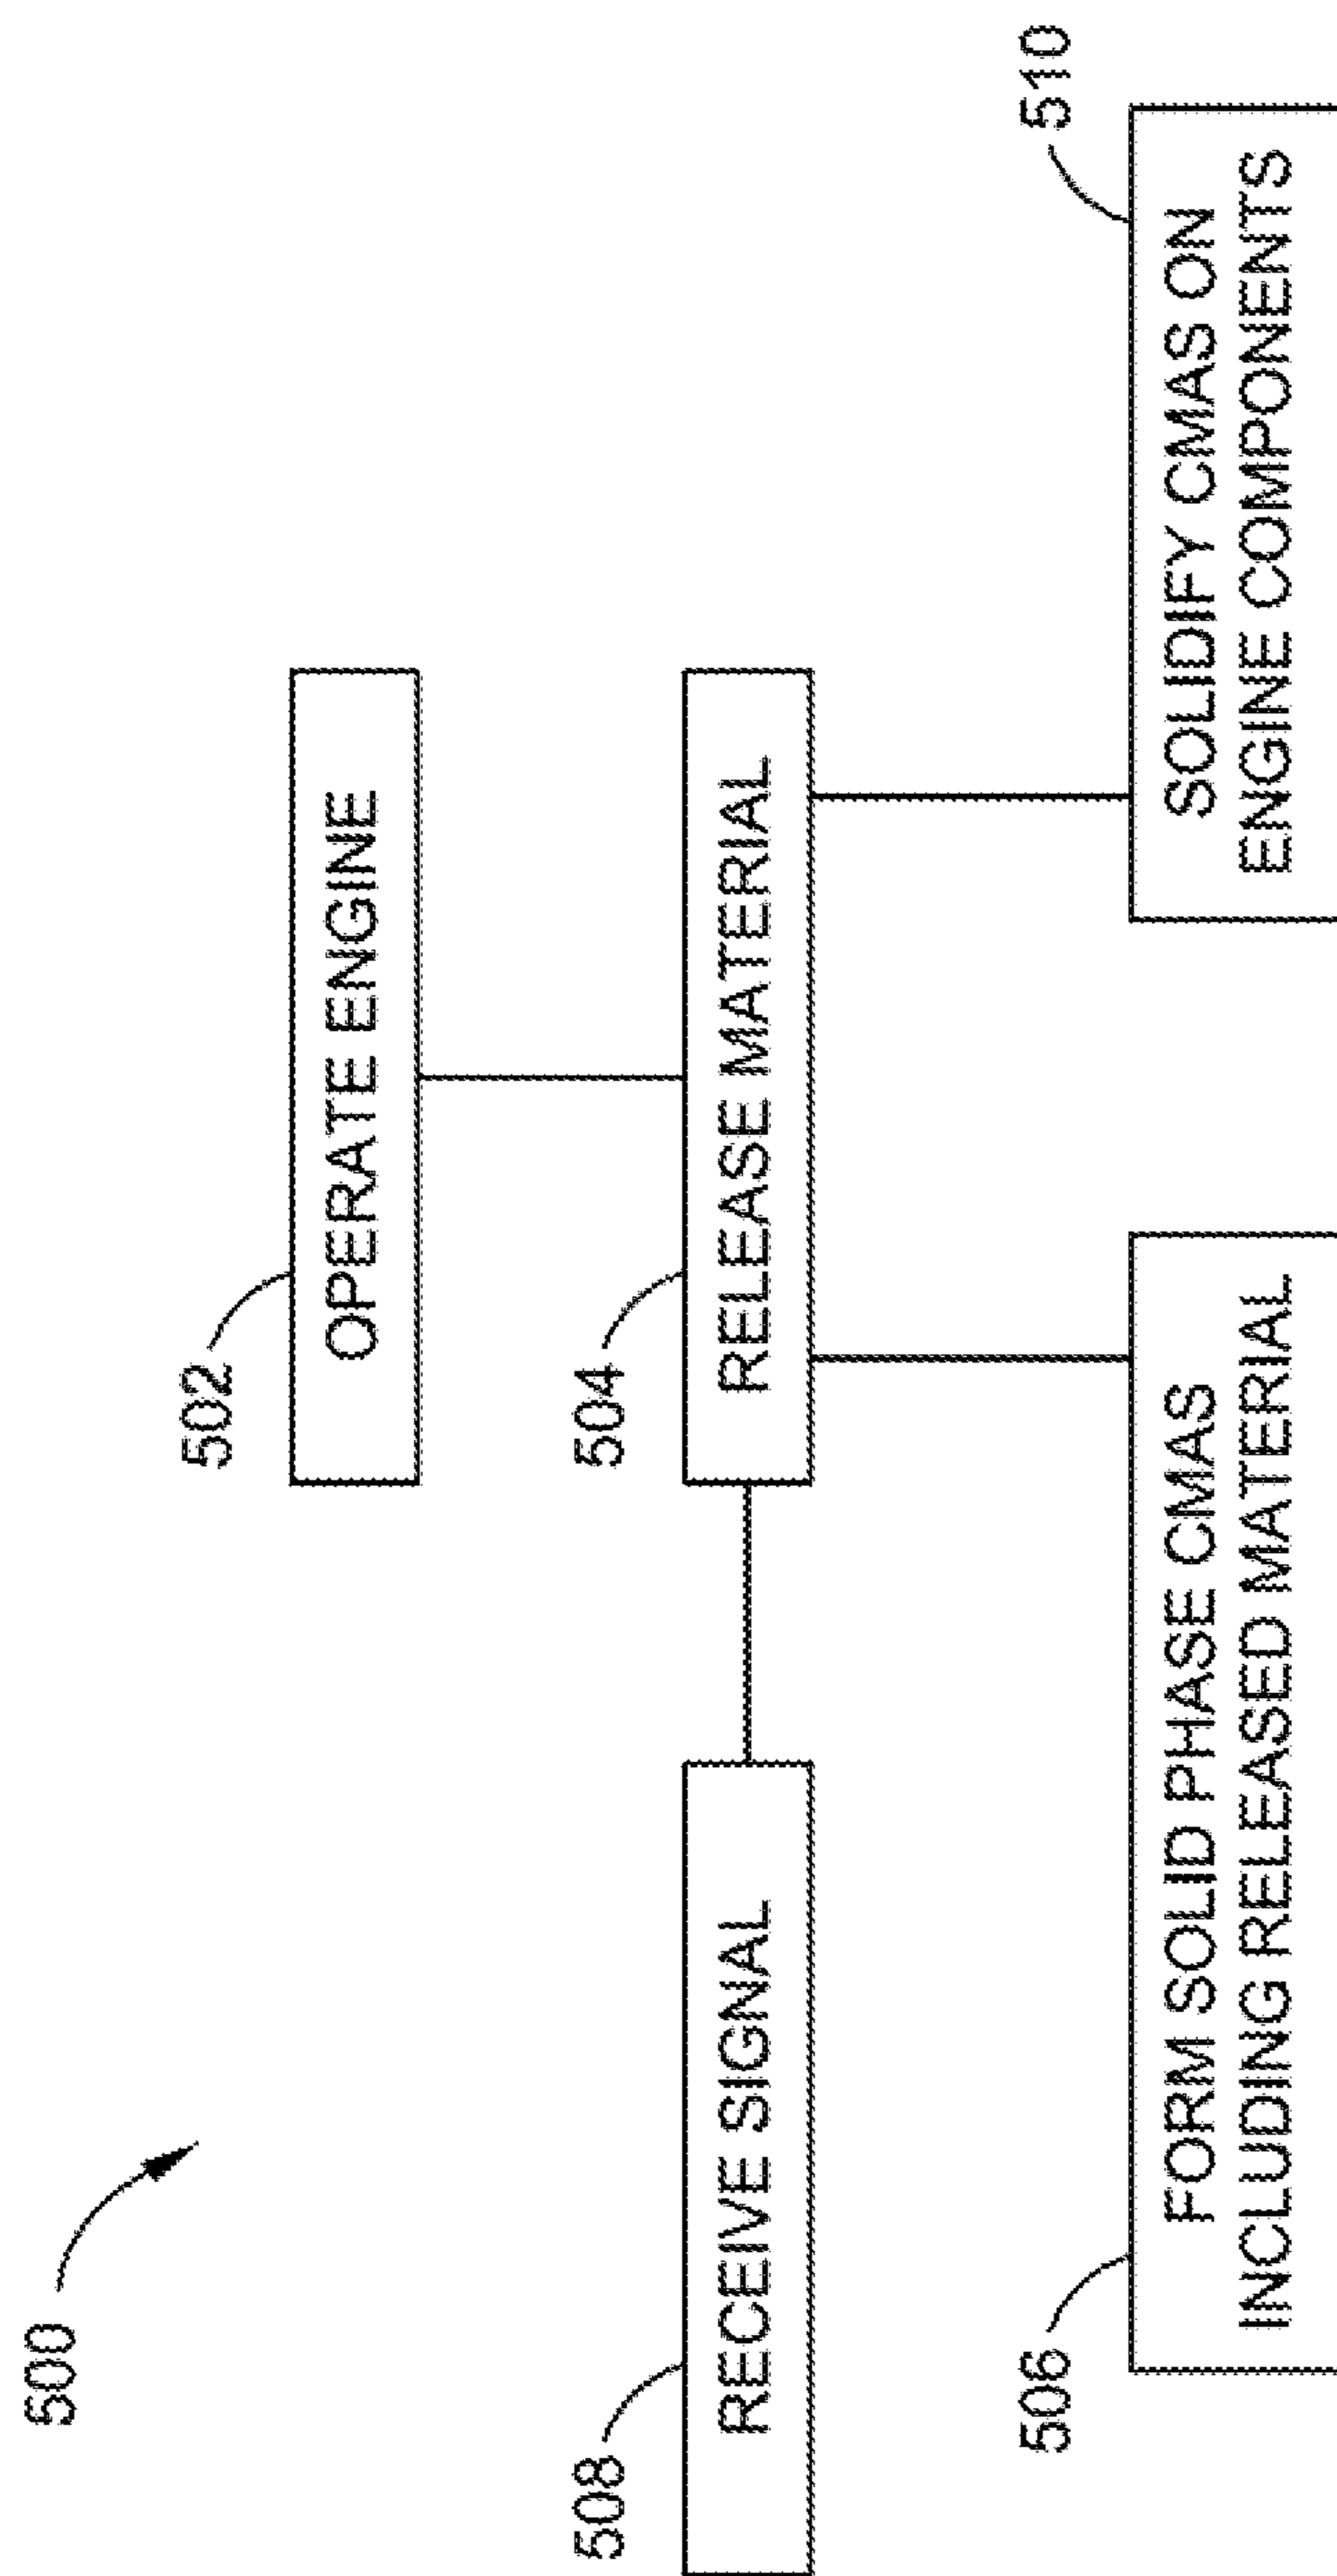 500
502
OPERATE ENGINE
508
RECEIVE SIGNAL
504
RELEASE MATERIAL
506
FORM SOLID PHASE CMAS
INCLUDING RELEASED MATERIAL
510
SOLIDIFY CMAS ON
ENGINE COMPONENTS